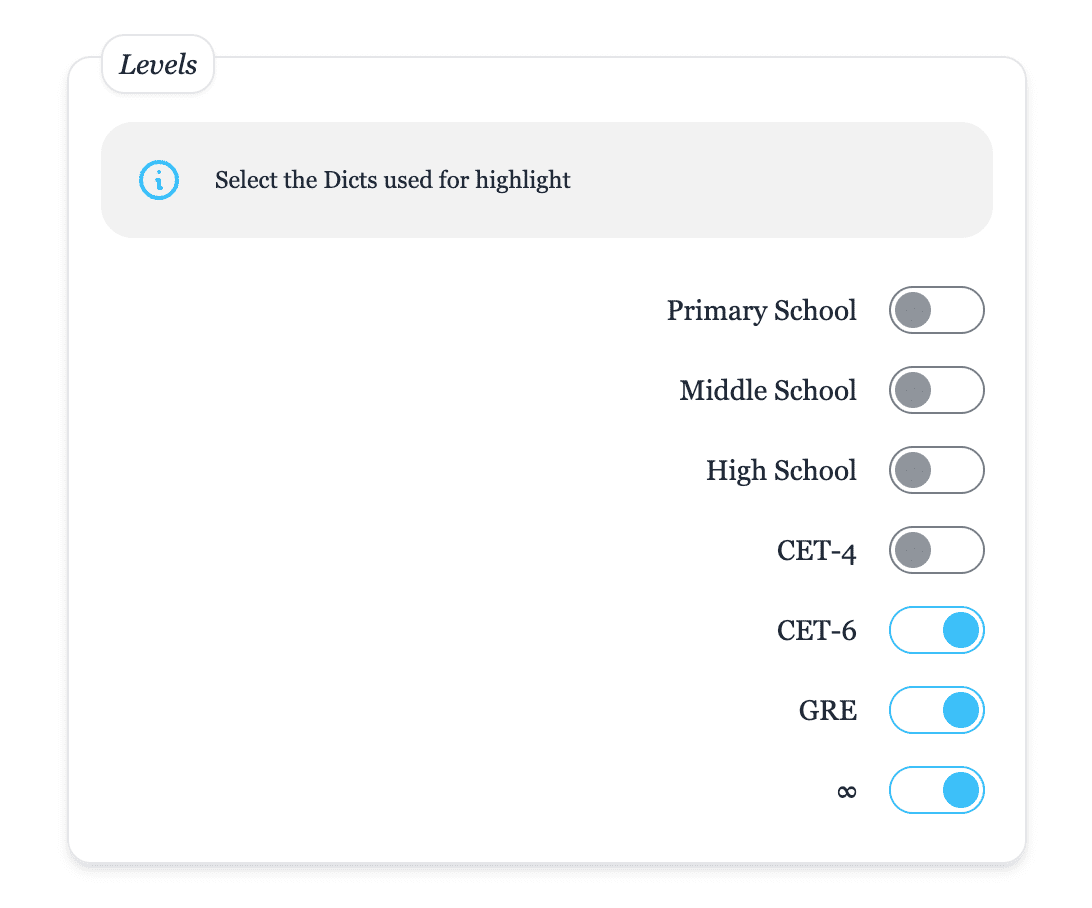 Levels
Select the Dicts used for highlight
Primary School
Middle School
High School
CET-4
CET-6
GRE
∞